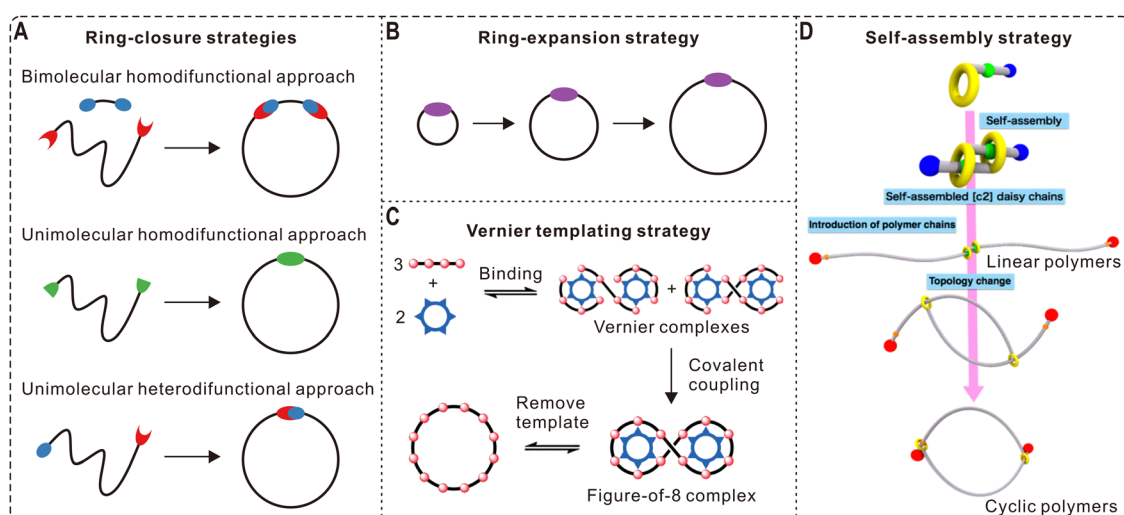 A
Ring-closure strategies
Bimolecular homodifunctional approach
Unimolecular homodifunctional approach
Unimolecular heterodifunctional approach
B
Ring-expansion strategy
C
Vernier templating strategy
3
+
2
Binding
+
Vernier complexes
Covalent
coupling
Remove
template
Figure-of-8 complex
D
Self-assembly strategy
Self-assembly
Self-assembled [c2] daisy chains
Introduction of polymer chains
Linear polymers
Topology change
Cyclic polymers